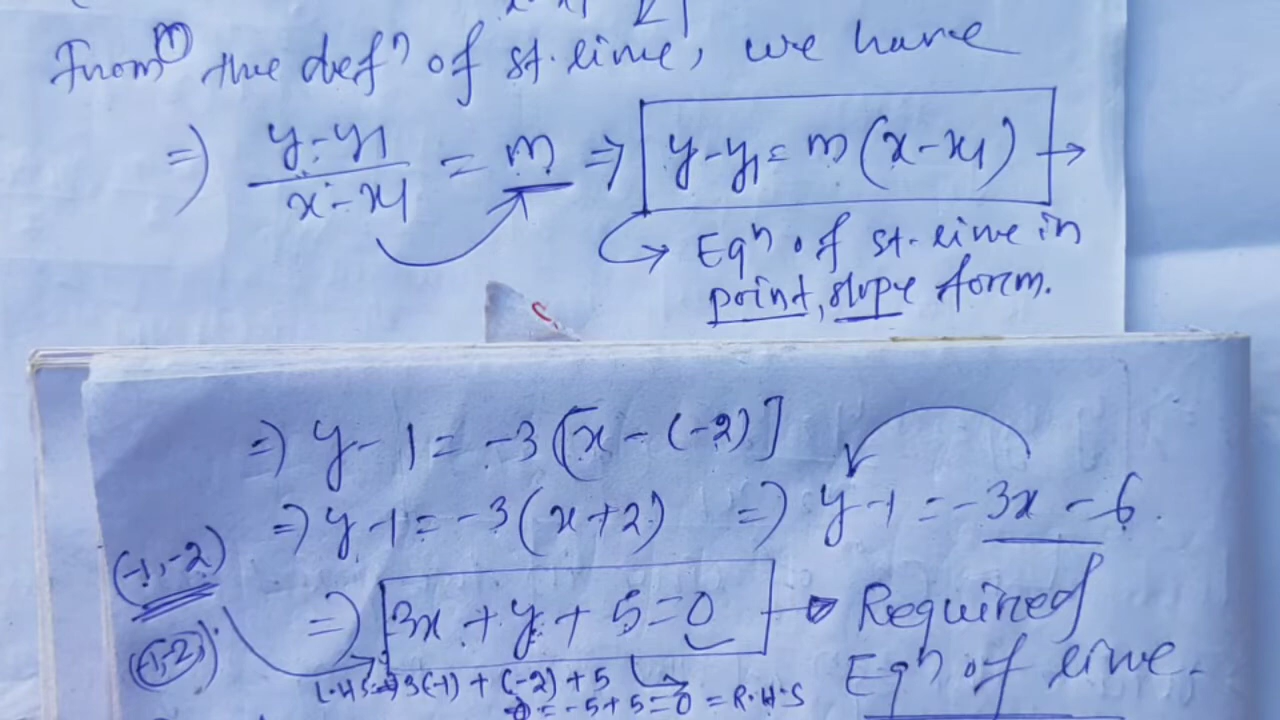 From (1) the defn of st. line, we have
⇒ y-y1/x-x1 = m ⇒ y-y1 = m(x-x1) →
↳ Eqn of st-line in
point, slope form.
⇒ y-1 = -3[x-(-2)]
⇒ y-1 = -3(x+2) ⇒ y-1 = -3x-6.
(-1,-2)
⇒ 3x+y+5=0 → Required
(-1,-2)
Eqn of line.
L.H.S ⇒ 3(-1) + (-2) + 5
= -5+5=0 = R.H.S